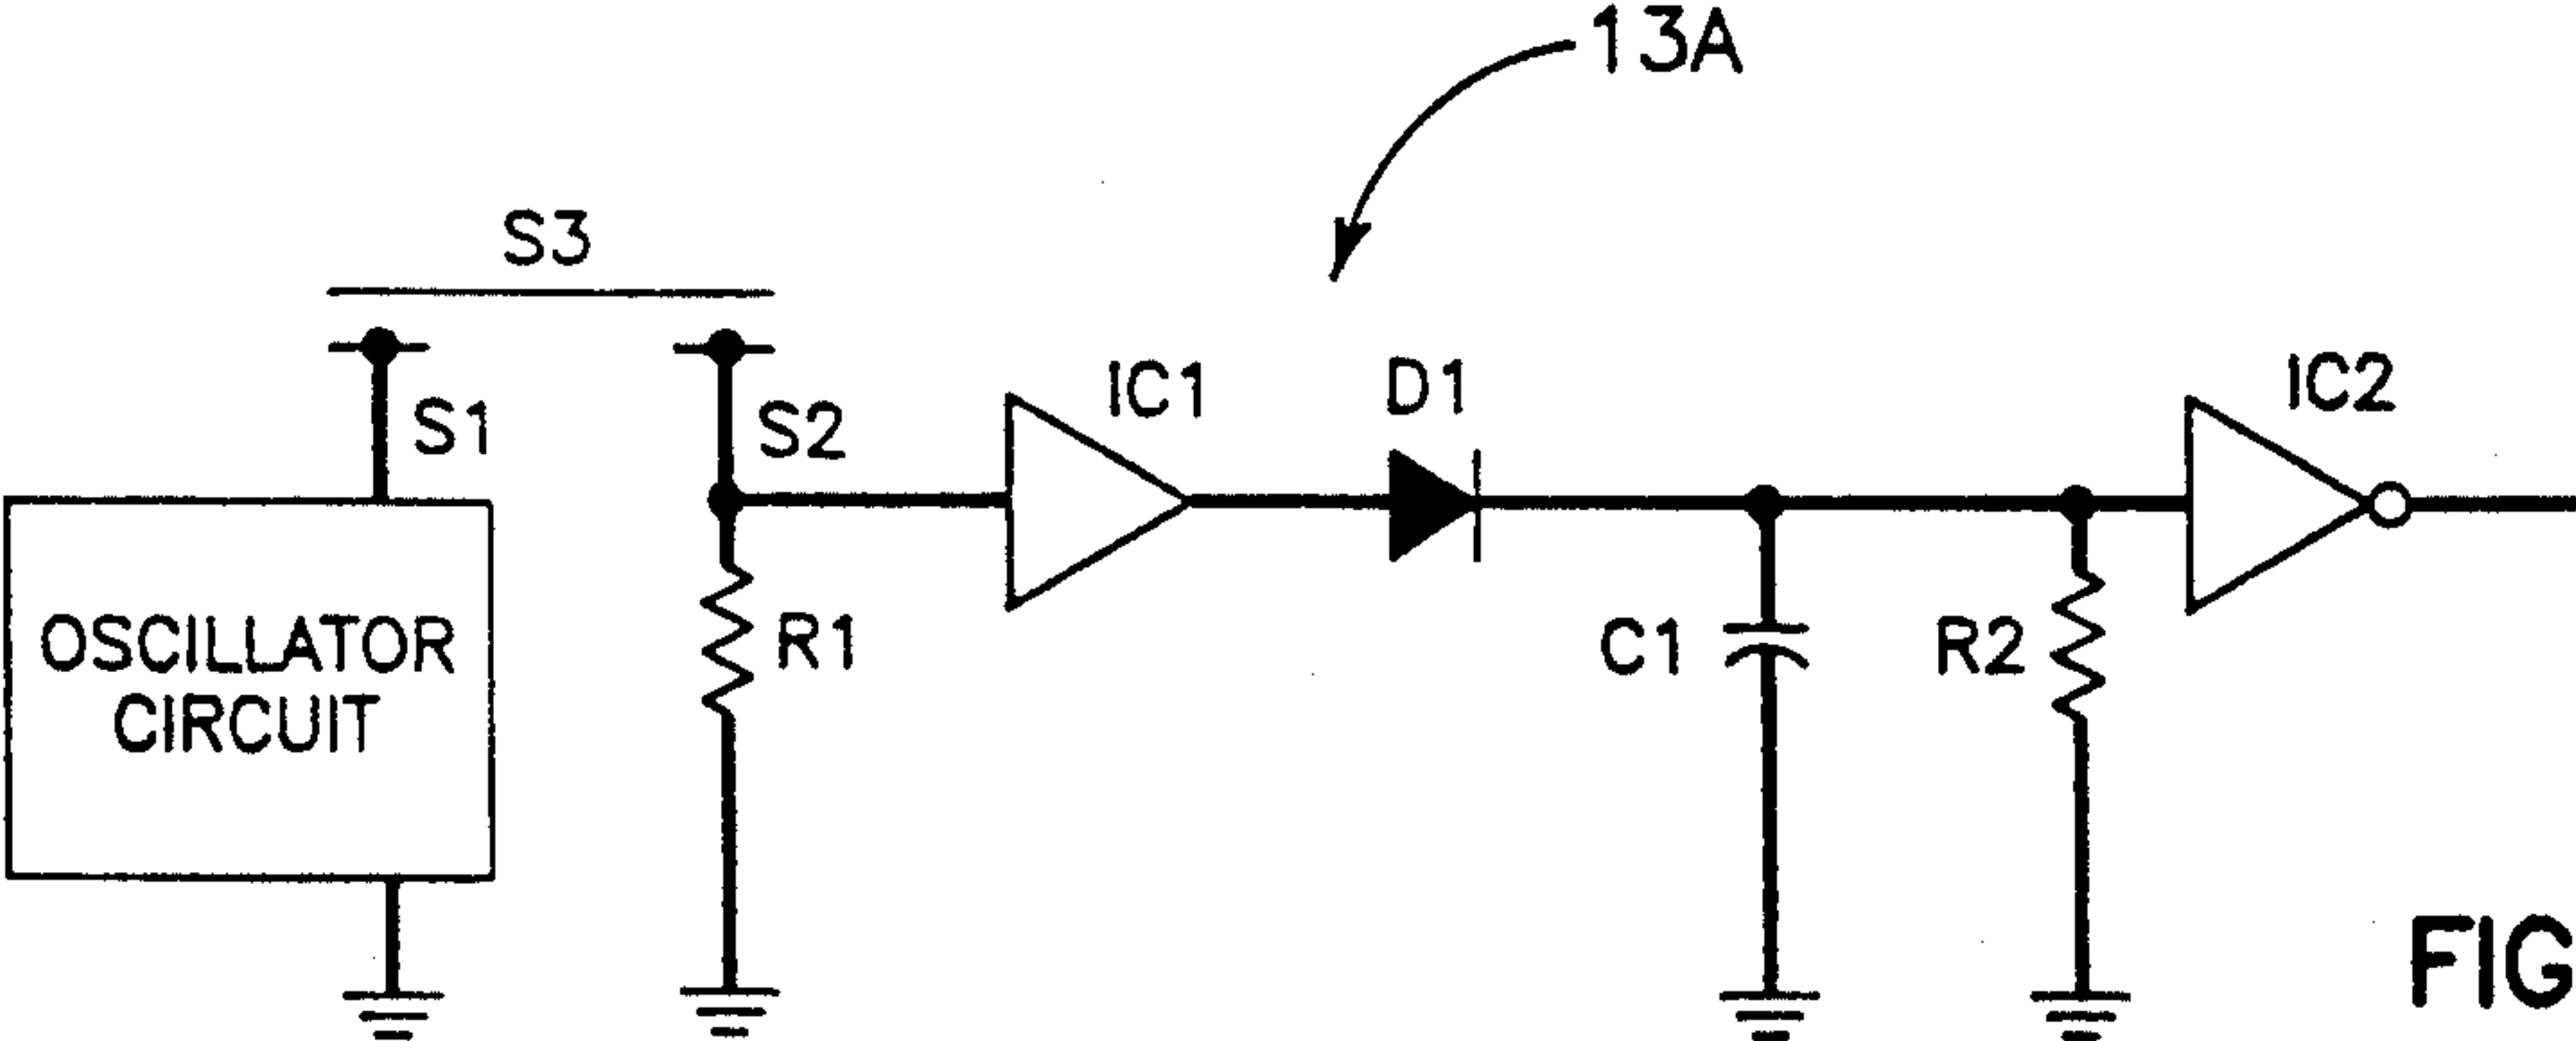 13A
S3
S1
S2
IC1
D1
IC2
OSCILLATOR
CIRCUIT
R1
C1
R2
FIG